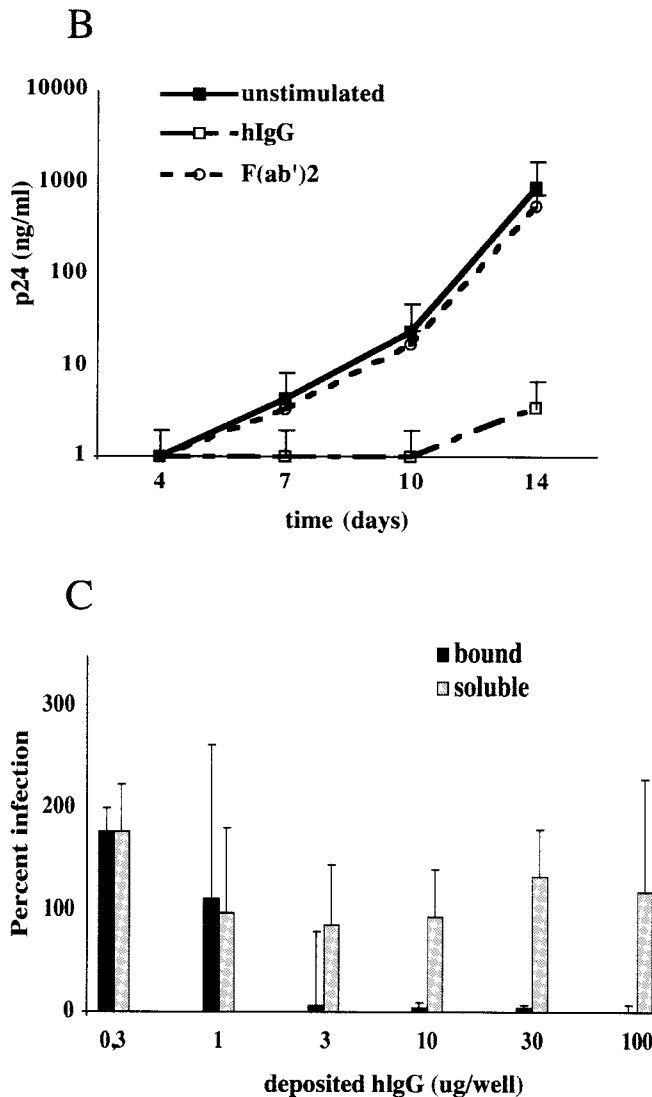 B
10000
1000
100
10
1
p24 (ng/ml)
unstimulated
hIgG
F(ab')2
4 7 10 14
time (days)
C
300
200
100
0
Percent infection
bound
soluble
0,3 1 3 10 30 100
deposited hIgG (ug/well)